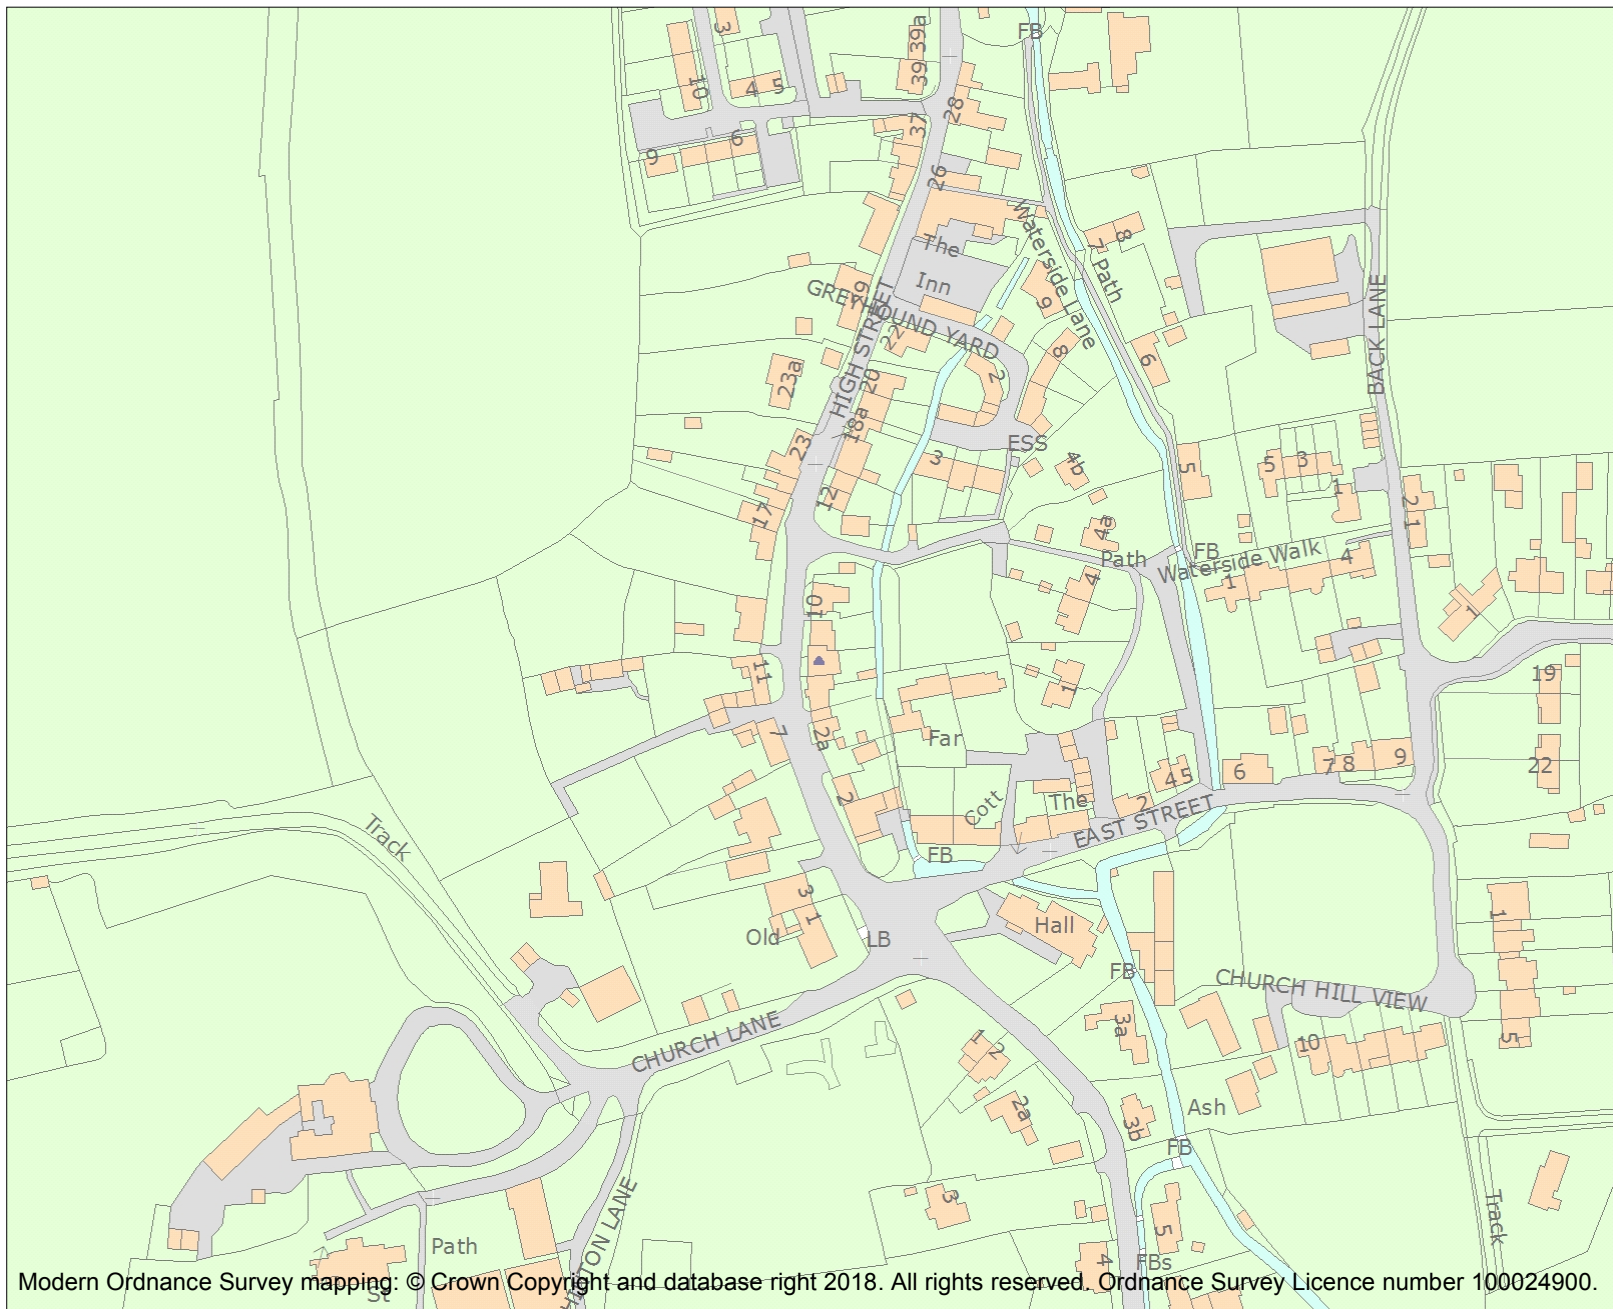 3
39a
FB
10
4 5
39
28
37
6
9
26
The
Inn
Waterside Lane
8
7
Path
GREYHOUND YARD
19
HIGH STREET
22
9
BACK LANE
8
6
2
23a
20
18a
23
ESS
3
4b
5
5
3
1
12
17
2
1
4a
Path
FB
Waterside Walk
4
1
4
10
1
11
1
19
7
2a
Far
9
7 8
6
22
4 5
2
Cott
The
2
EAST STREET
Track
FB
3
1
Old
LB
Hall
1
FB
CHURCH HILL VIEW
CHURCH LANE
3a
1
2
10
5
2a
3b
Ash
FB
3
5
Track
Path
4
FBs
St
Modern Ordnance Survey mapping: © Crown Copyright and database right 2018. All rights reserved. Ordnance Survey Licence number 100024900.